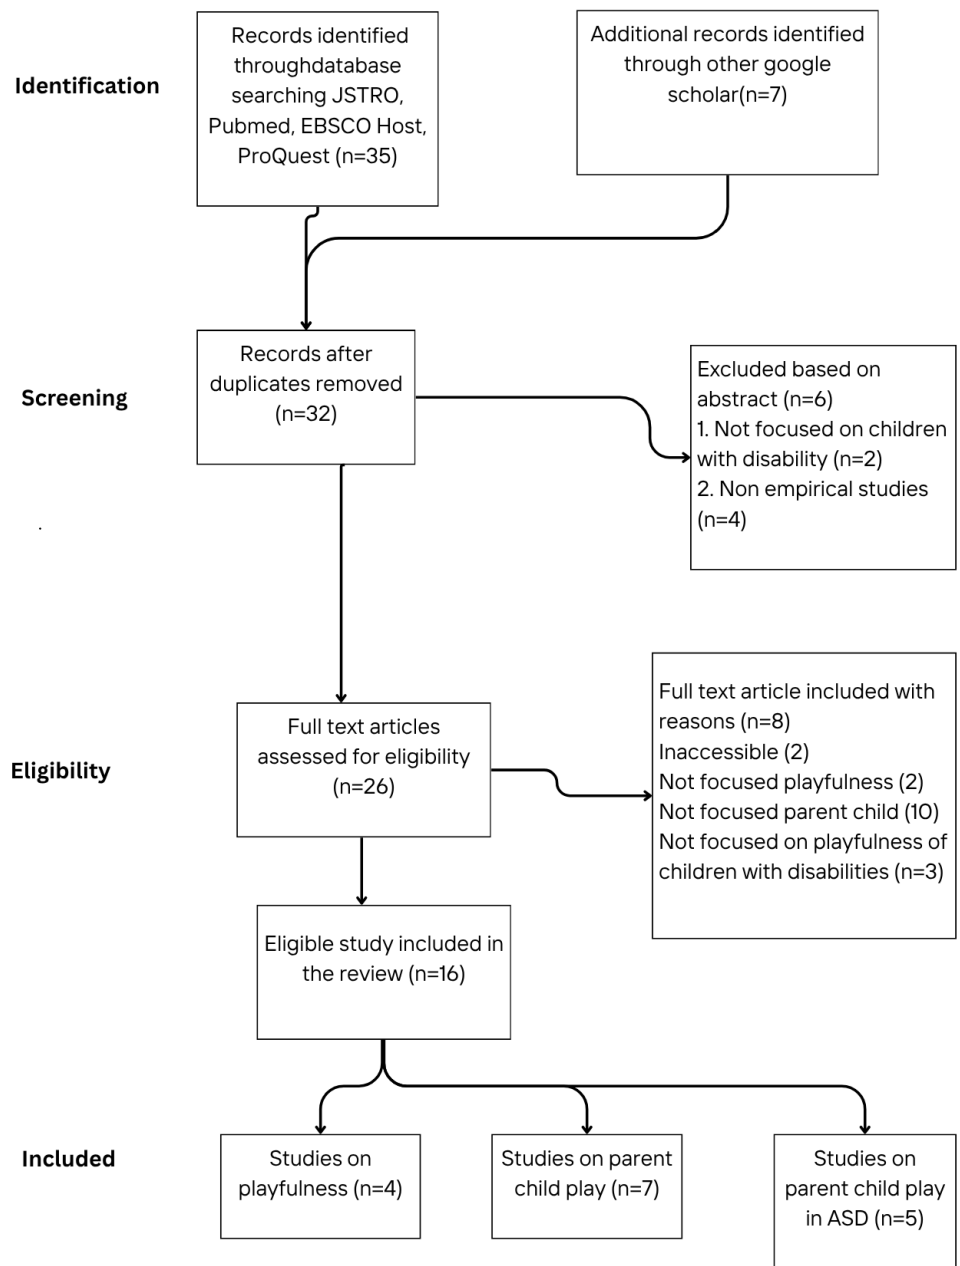 Identification
Records identified
throughdatabase
searching JSTRO,
Pubmed, EBSCO Host,
ProQuest (n=35)
Additional records identified
through other google
scholar(n=7)
Screening
Records after
duplicates removed
(n=32)
Excluded based on
abstract (n=6)
1. Not focused on children
with disability (n=2)
2. Non empirical studies
(n=4)
Eligibility
Full text articles
assessed for eligibility
(n=26)
Full text article included with
reasons (n=8)
Inaccessible (2)
Not focused playfulness (2)
Not focused parent child (10)
Not focused on playfulness of
children with disabilities (n=3)
Eligible study included in
the review (n=16)
Included
Studies on
playfulness (n=4)
Studies on parent
child play (n=7)
Studies on
parent child play
in ASD (n=5)